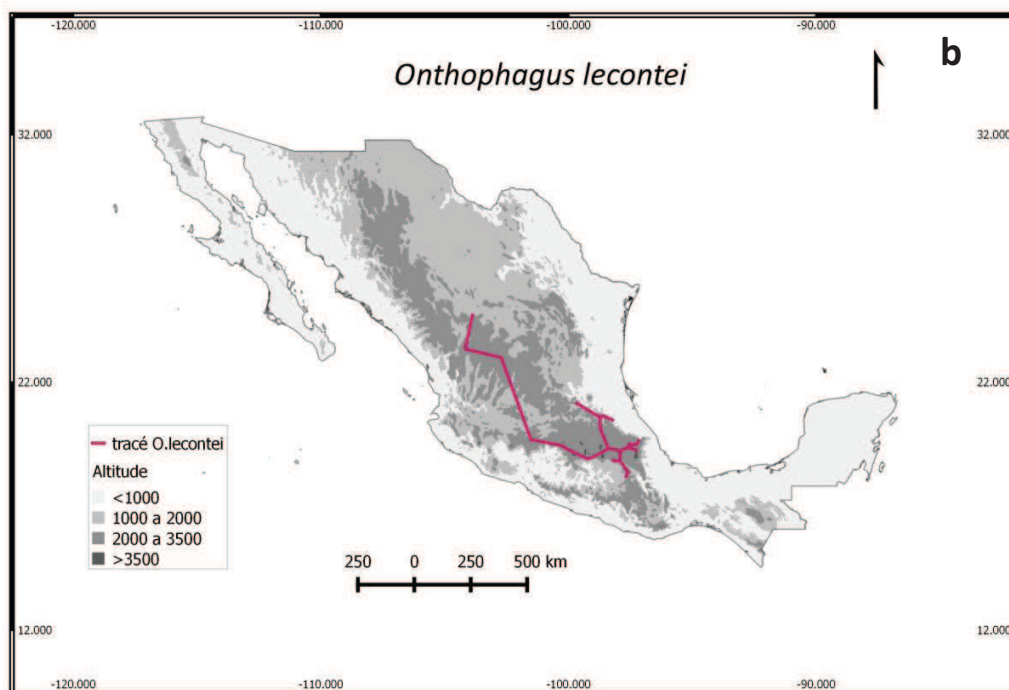 -120.000 -110.000 -100.000 -90.000
b
Onthophagus lecontei
32.000 32.000
22.000 22.000
tracé O.lecontei
Altitude
<1000
1000 a 2000
2000 a 3500
>3500
250 0 250 500 km
12.000 12.000
-120.000 -110.000 -100.000 -90.000